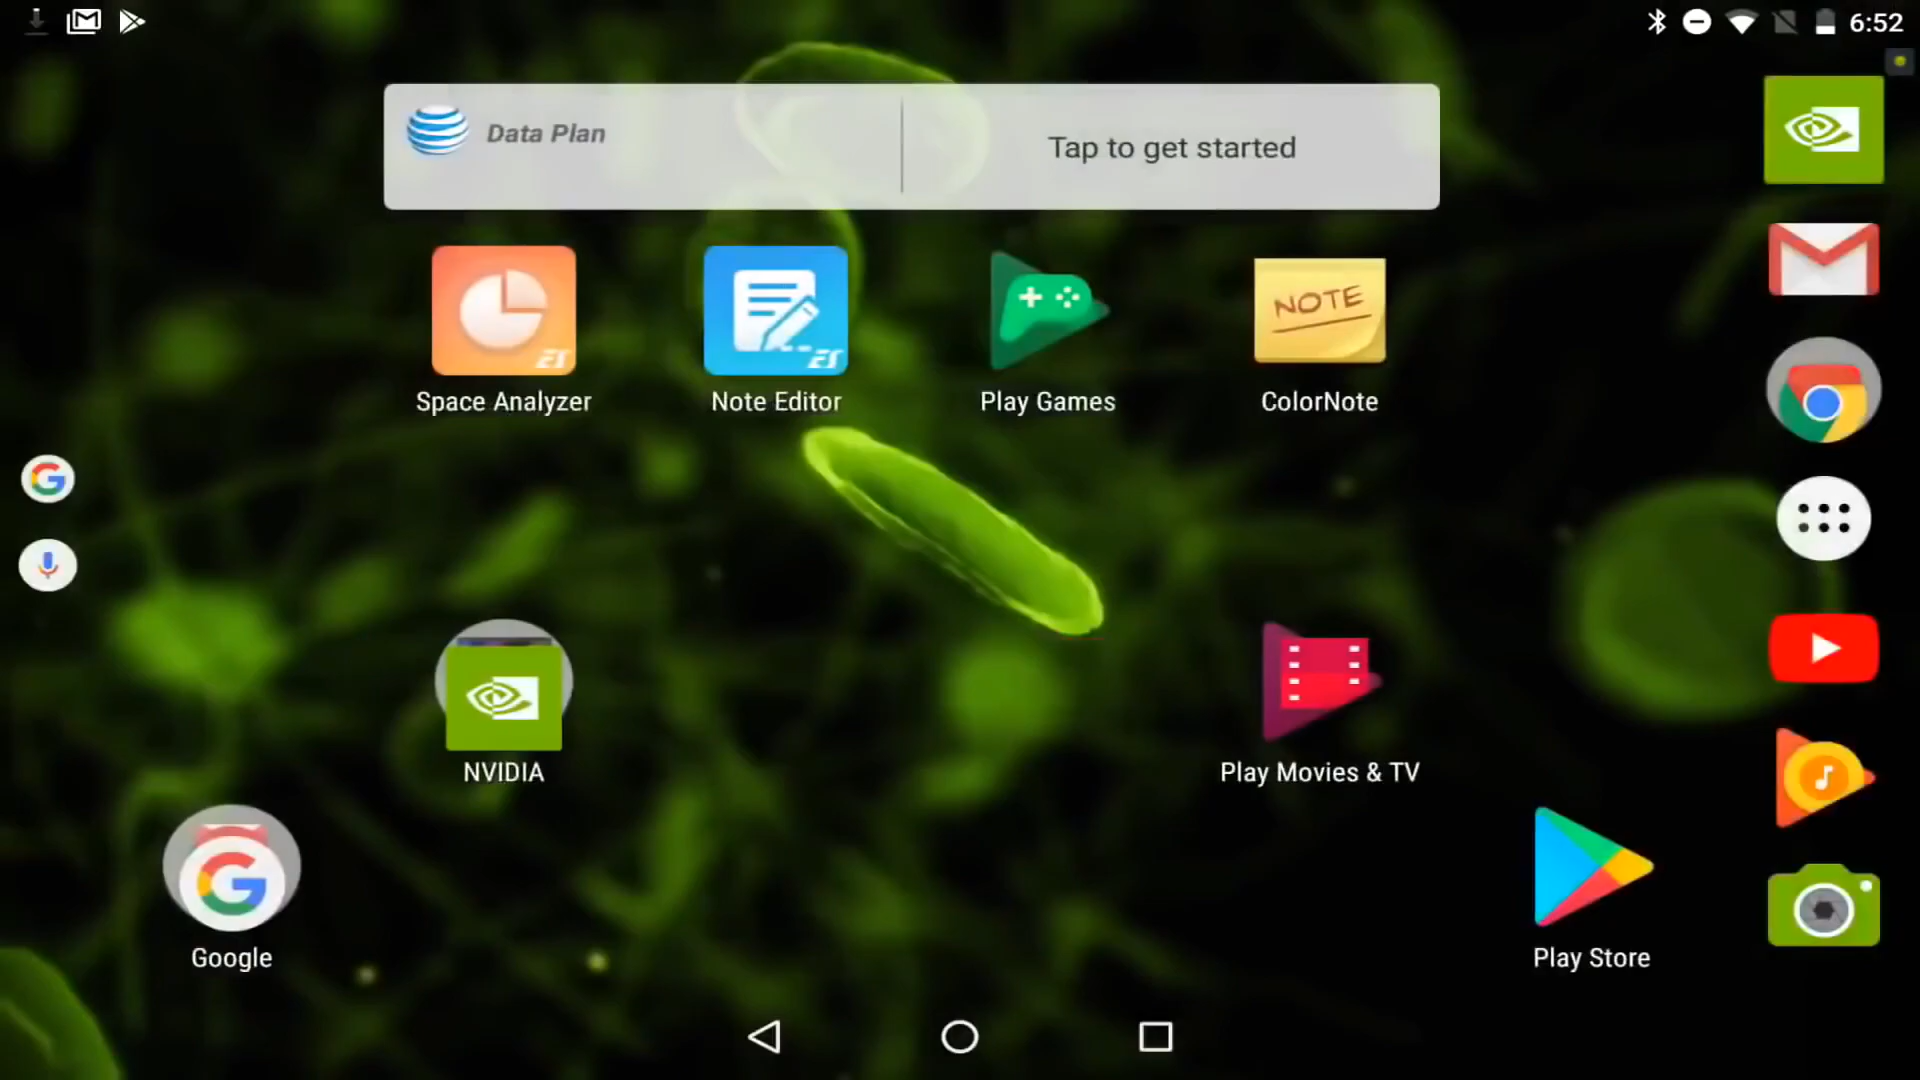 6:52
Data Plan
Tap to get started
NOTE
Space Analyzer
Note Editor
Play Games
ColorNote
NVIDIA
Play Movies & TV
Google
Play Store